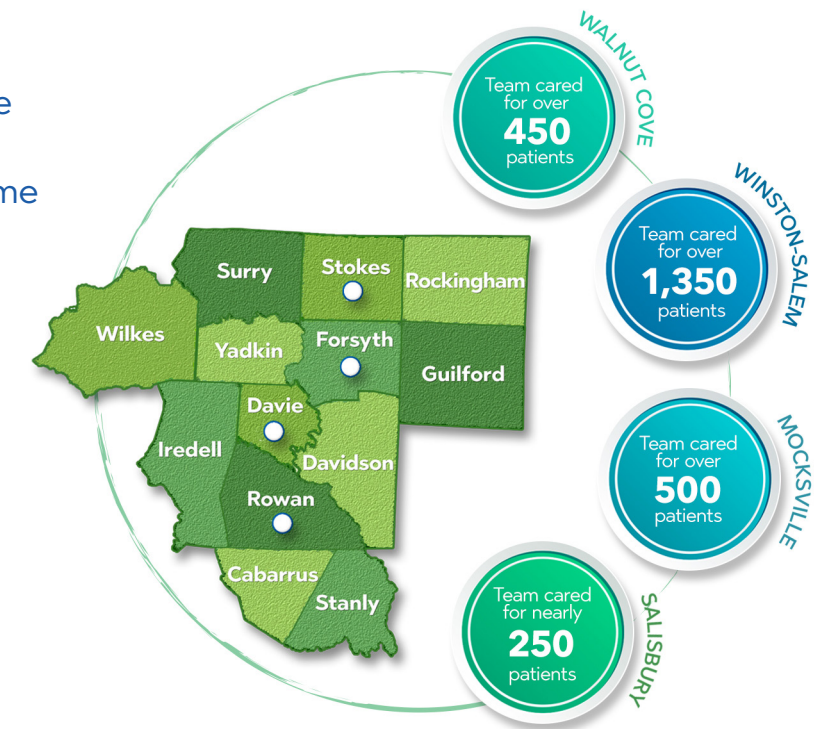 e
me
WALNUT COVE
Team cared
for over
450
patients
WINSTON-SALEM
Team cared
for over
1,350
patients
MOCKSVILLE
Team cared
for over
500
patients
SALISBURY
Team cared
for nearly
250
patients
Surry
Stokes
Rockingham
Wilkes
Yadkin
Forsyth
Guilford
Davie
Iredell
Davidson
Rowan
Cabarrus
Stanly